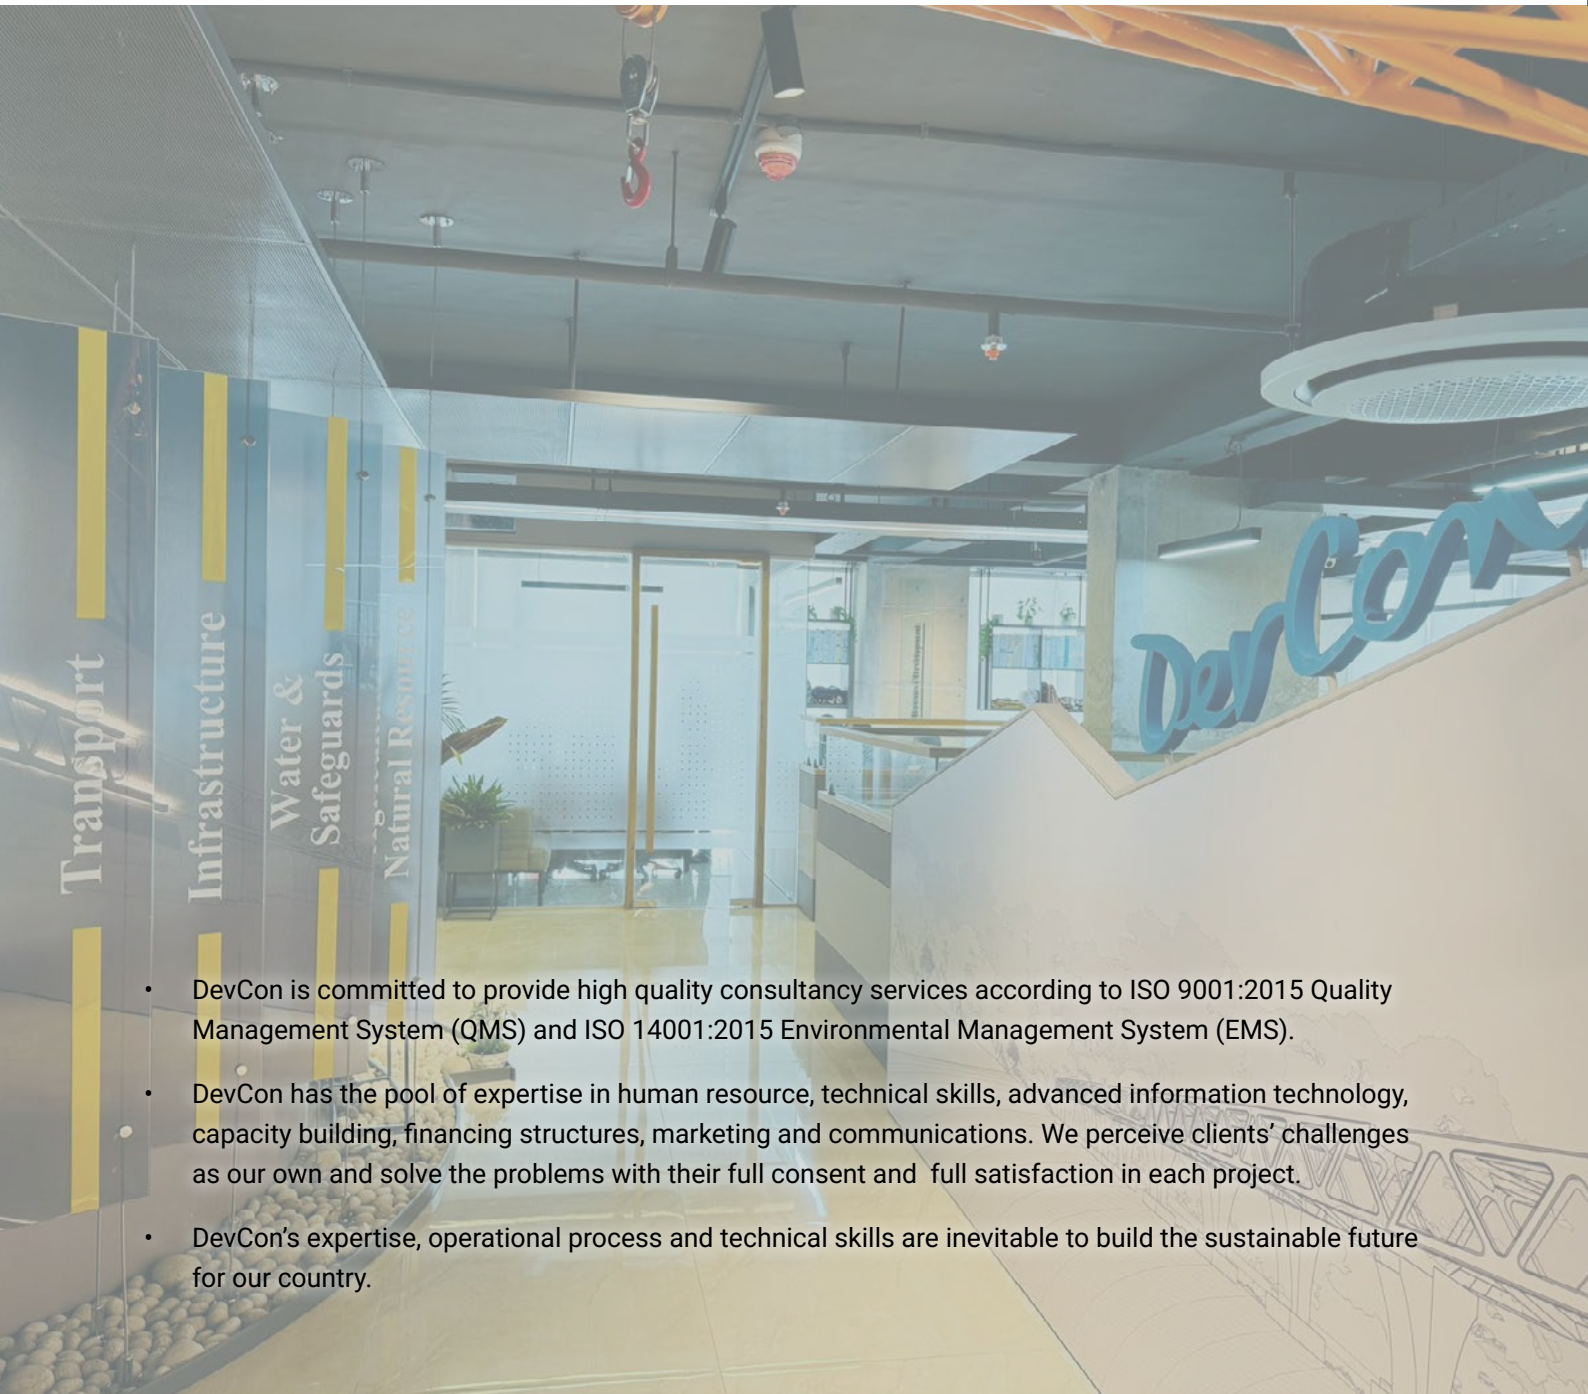 Transport
Infrastructure
Water &
Safeguards
Natural Resource
DevCon
• DevCon is committed to provide high quality consultancy services according to ISO 9001:2015 Quality
Management System (QMS) and ISO 14001:2015 Environmental Management System (EMS).
• DevCon has the pool of expertise in human resource, technical skills, advanced information technology,
capacity building, financing structures, marketing and communications. We perceive clients’ challenges
as our own and solve the problems with their full consent and  full satisfaction in each project.
• DevCon’s expertise, operational process and technical skills are inevitable to build the sustainable future
for our country.